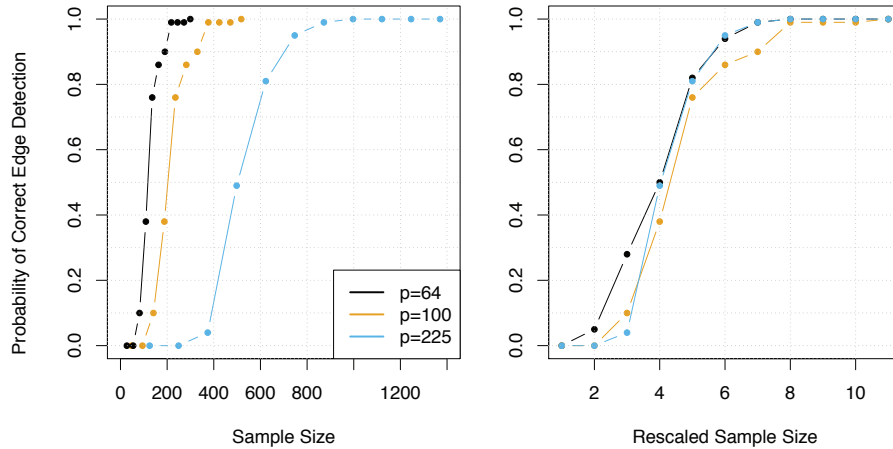 Probability of Correct Edge Detection
1.0
0.8
0.6
0.4
0.2
0.0
p=64
p=100
p=225
0 200 400 600 800 1200
Sample Size
1.0
0.8
0.6
0.4
0.2
0.0
2 4 6 8 10
Rescaled Sample Size